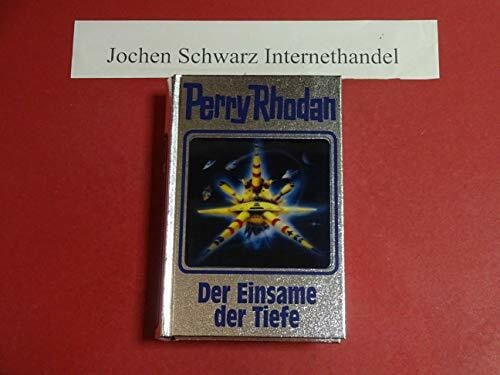 Jochen Schwarz Internethandel
Perry Rhodan
Der Einsame
der Tiefe